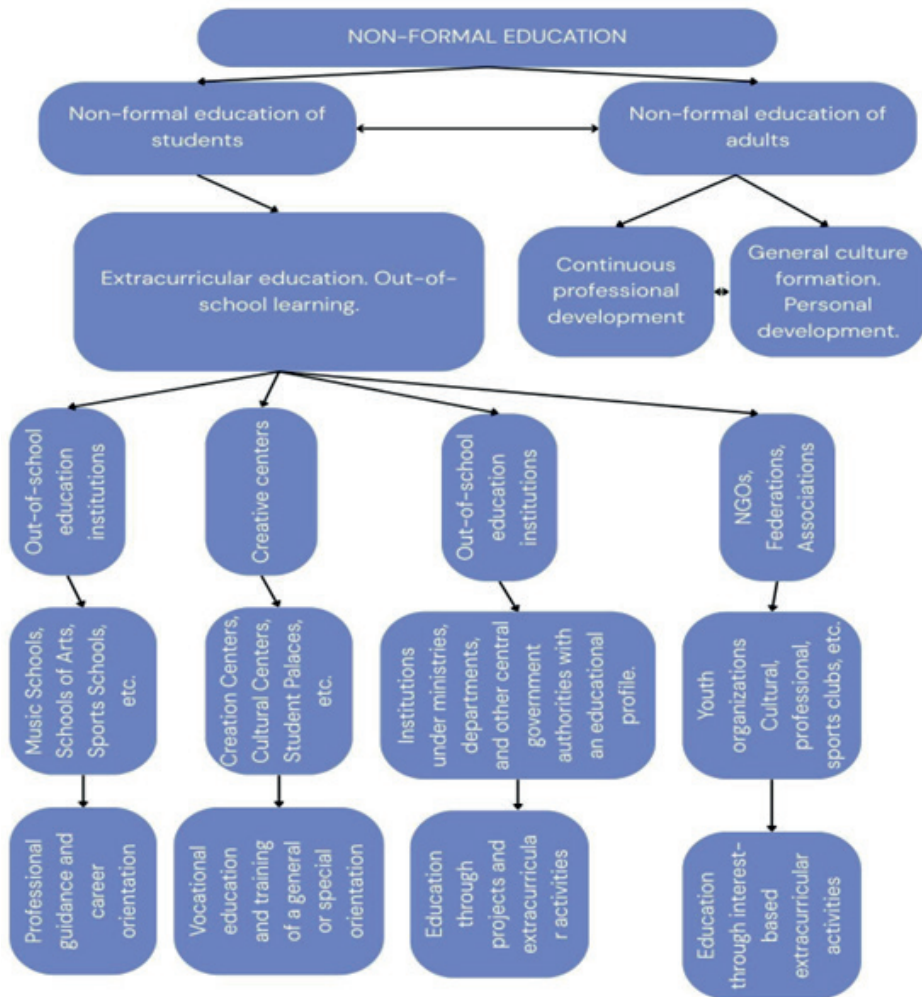 NON-FORMAL EDUCATION
Non-formal education of
students
Non-formal education of
adults
Extracurricular education. Out-of-
school learning.
Continuous
professional
development
General culture
formation.
Personal
development.
Out-of-school
education
institutions
Creative centers
Out-of-school
education
institutions
NGOs,
Federations,
Associations
Music Schools,
Schools of Arts,
Sports Schools,
etc.
Creation Centers,
Cultural Centers,
Student Palaces,
etc.
Institutions
under ministries,
departments,
and other central
government
authorities with
an educational
profile.
Youth
organizations
Cultural,
professional,
sports clubs, etc.
Professional
guidance and
career
orientation
Vocational
education
and training
of a general
or special
orientation
Education
through
projects and
extracurricula
r activities
Education
through interest-
based
extracurricular
activities